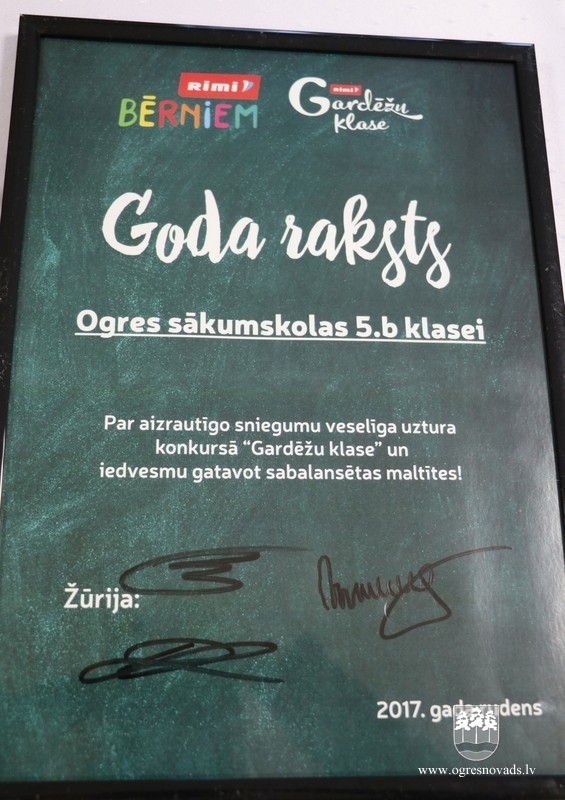 Rimi
BĒRNIEM
Rimi
Gardēžu
klase
Goda raksts
Ogres sākumskolas 5.b klasei
Par aizrautīgo sniegumu veselīga uztura
konkursā “Gardēžu klase” un
iedvesmu gatavot sabalansētas maltītes!
Žūrija:
2017. gada rudens
www.ogresnovads.lv